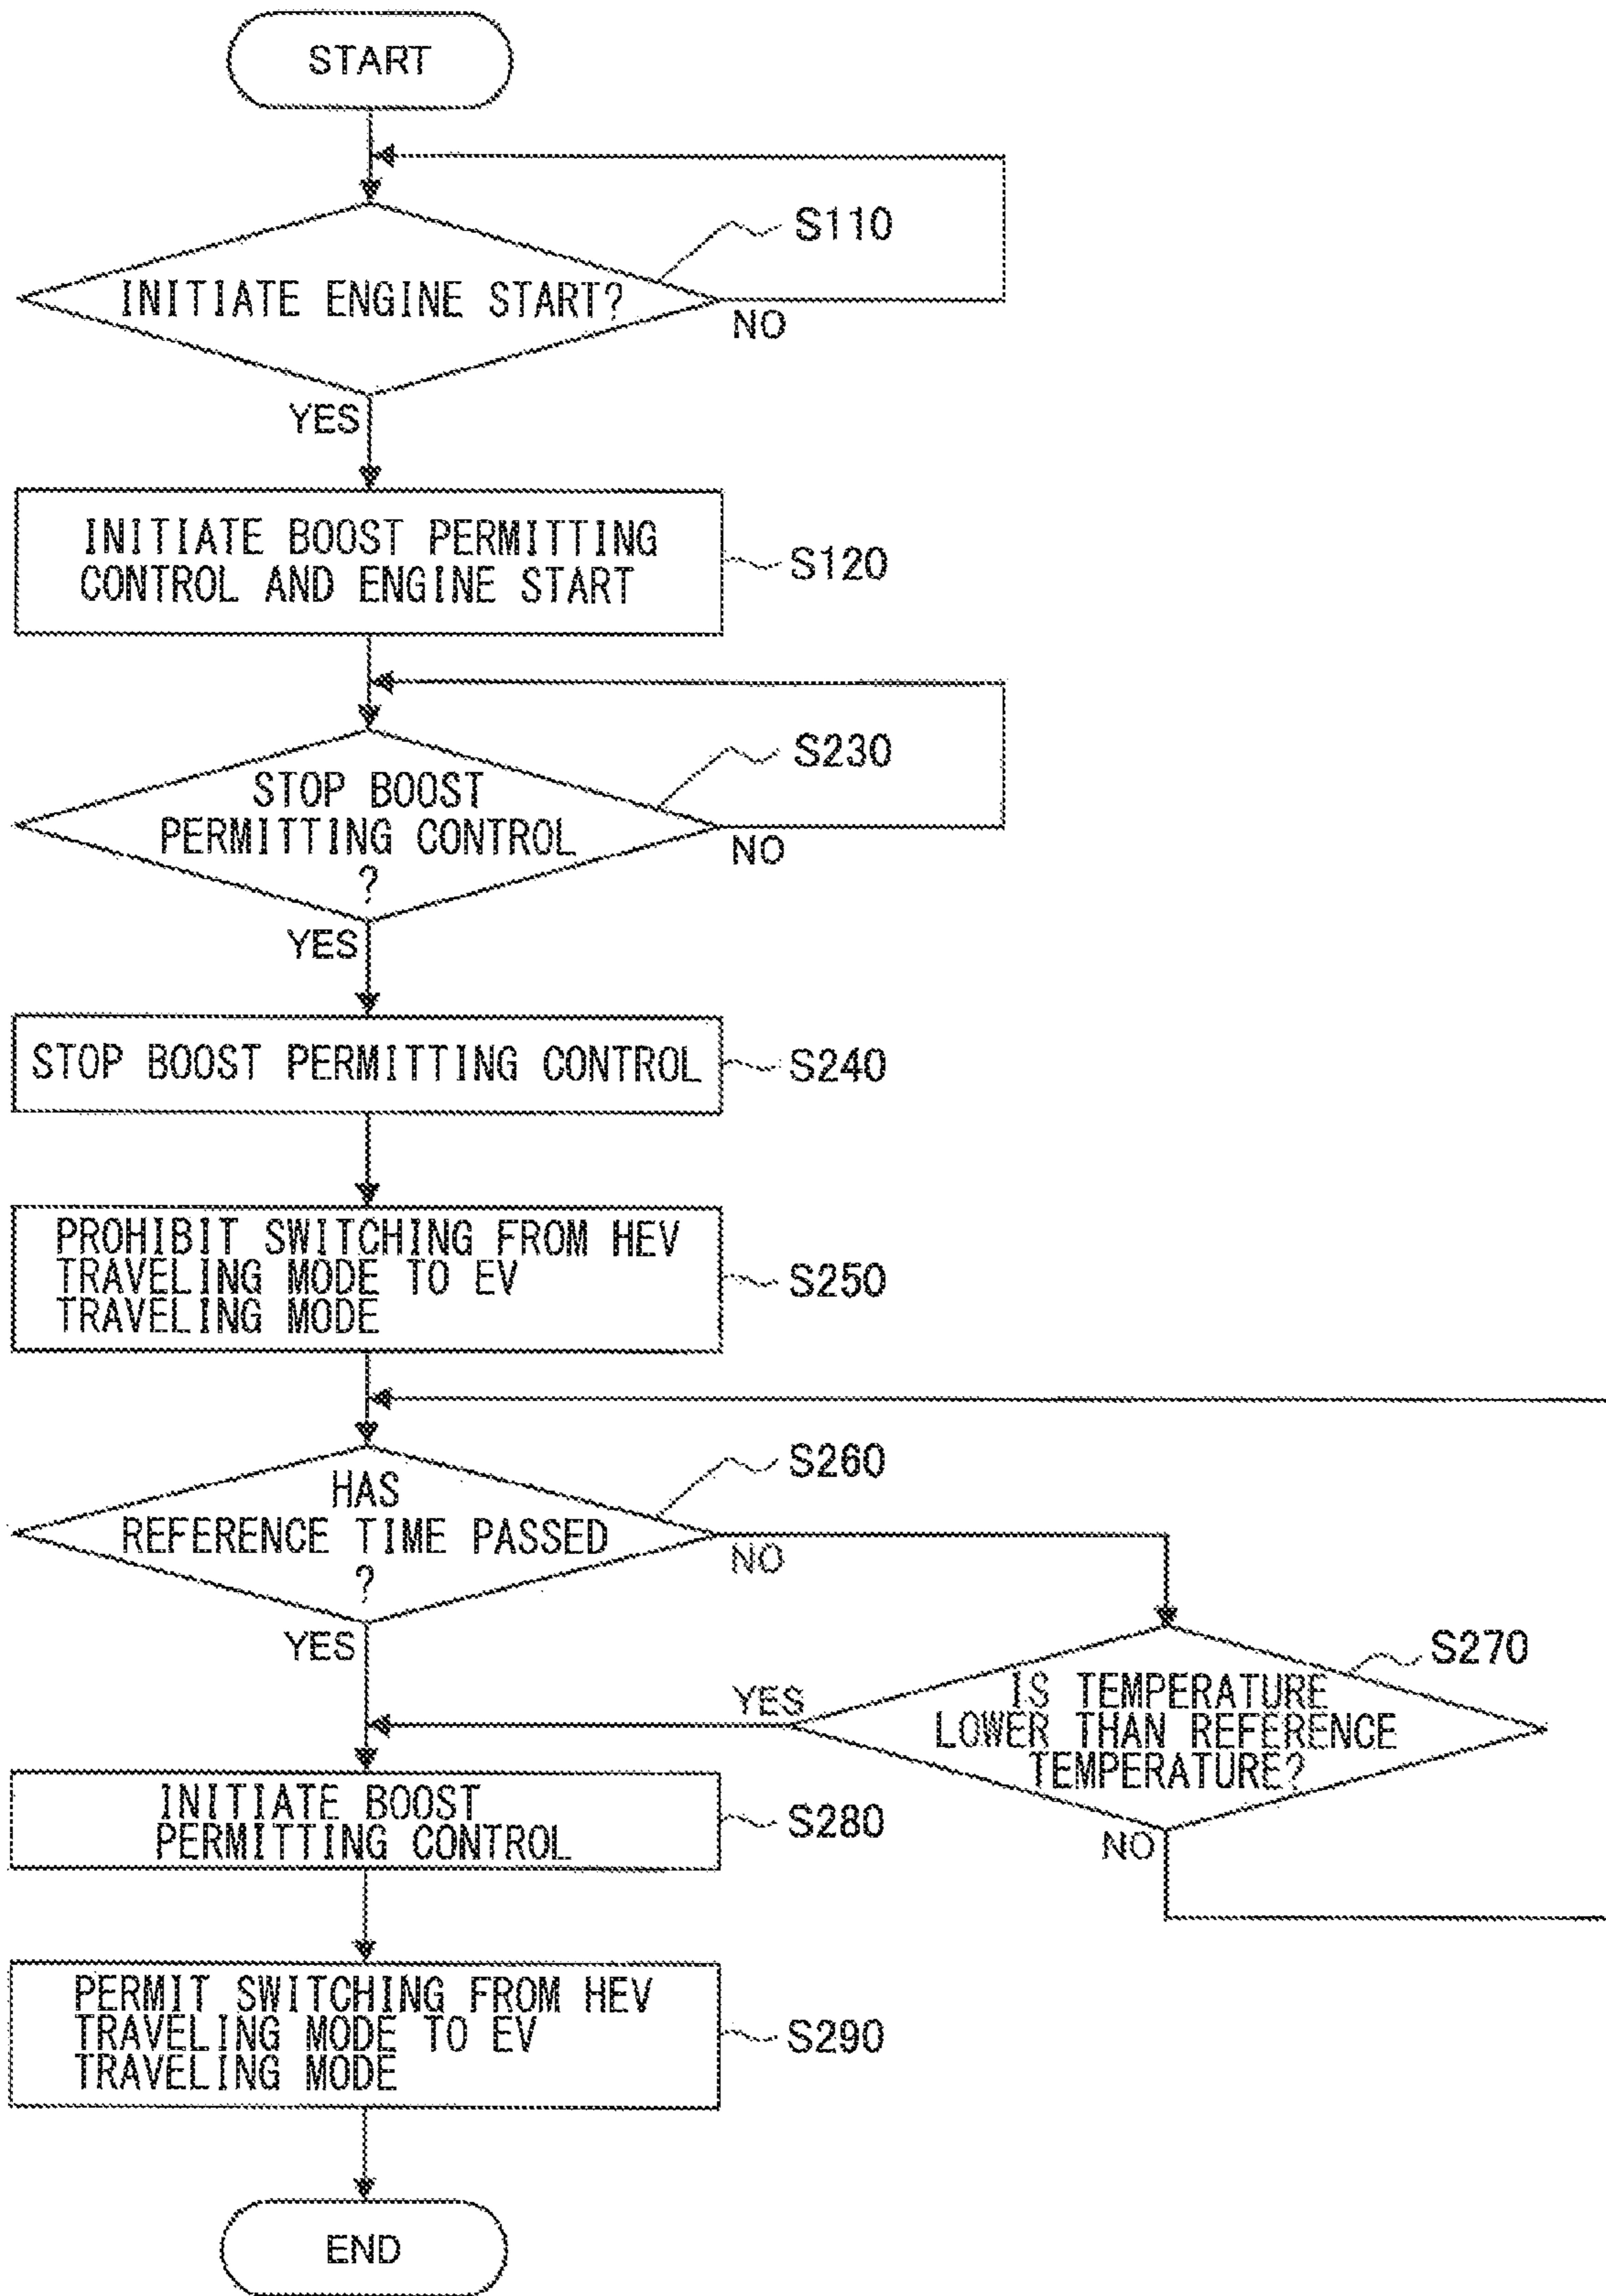 START
S110
INITIATE ENGINE START?
NO
YES
INITIATE BOOST PERMITTING
CONTROL AND ENGINE START
S120
S230
STOP BOOST
PERMITTING CONTROL
?
NO
YES
STOP BOOST PERMITTING CONTROL
S240
PROHIBIT SWITCHING FROM HEV
TRAVELING MODE TO EV
TRAVELING MODE
S250
S260
HAS
REFERENCE TIME PASSED
?
NO
YES
S270
IS TEMPERATURE
LOWER THAN REFERENCE
TEMPERATURE?
YES
NO
INITIATE BOOST
PERMITTING CONTROL
S280
PERMIT SWITCHING FROM HEV
TRAVELING MODE TO EV
TRAVELING MODE
S290
END